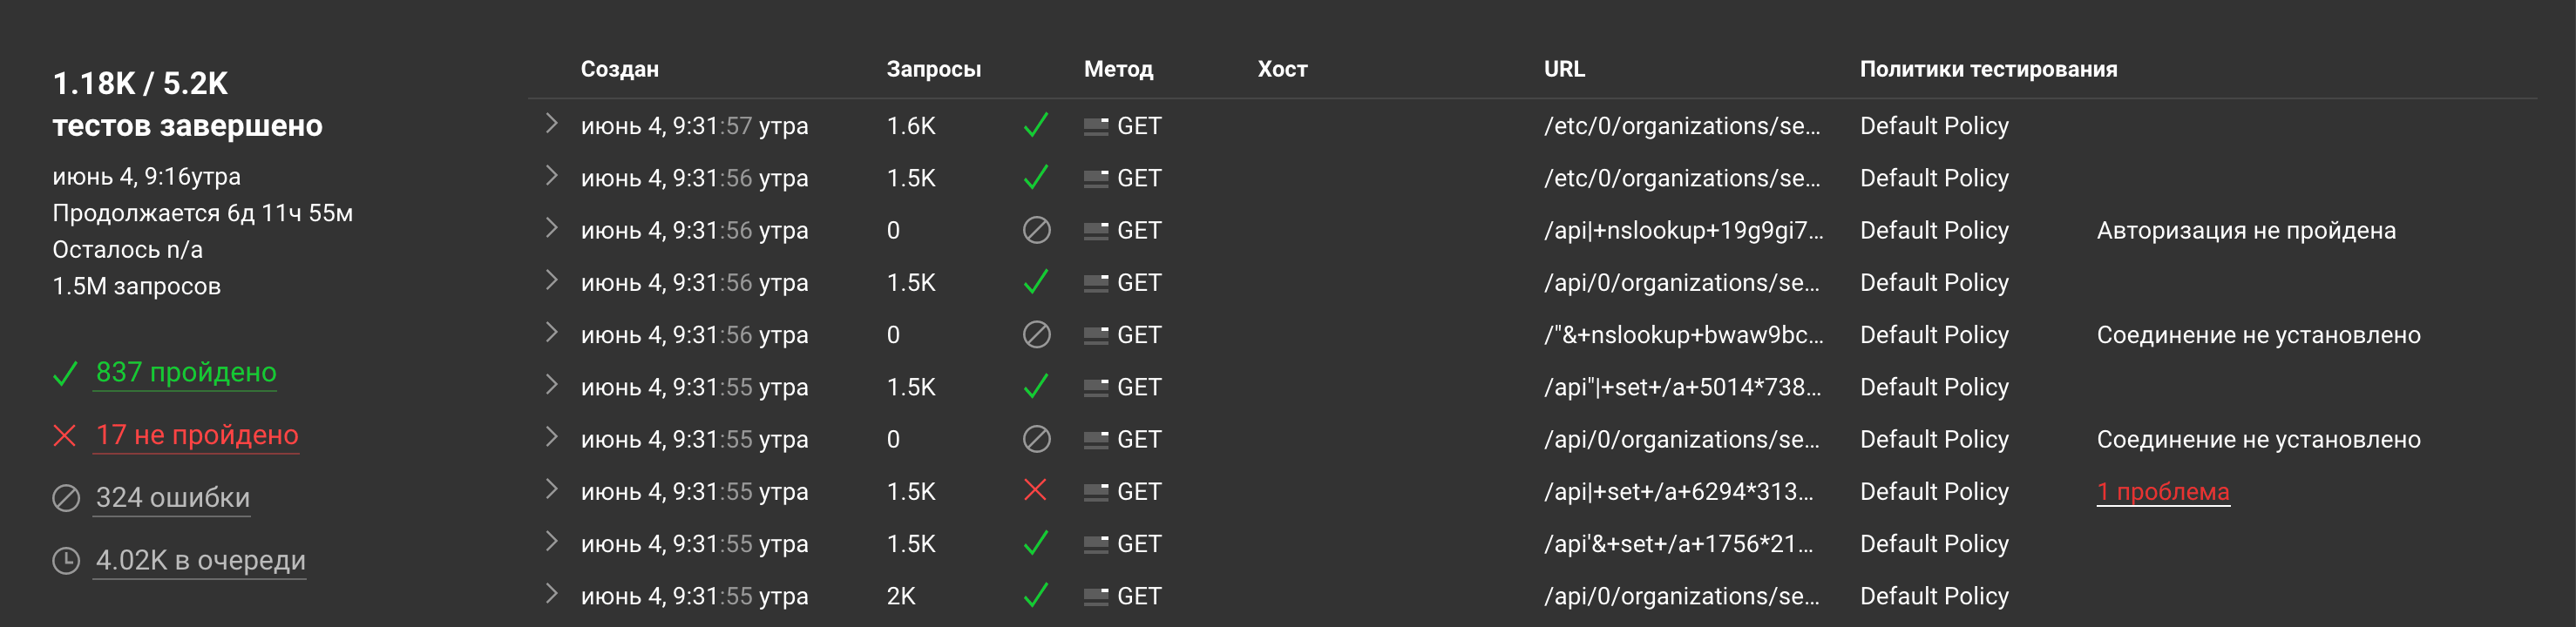 1.18K / 5.2K
тестов завершено
июнь 4, 9:16утра
Продолжается 6д 11ч 55м
Осталось n/a
1.5M запросов
837 пройдено
17 не пройдено
324 ошибки
4.02K в очереди
Создан Запросы Метод Хост URL Политики тестирования
июнь 4, 9:31:57 утра 1.6K GET /etc/0/organizations/se... Default Policy
июнь 4, 9:31:56 утра 1.5K GET /etc/0/organizations/se... Default Policy
июнь 4, 9:31:56 утра 0 GET /api|+nslookup+19g9gi7... Default Policy Авторизация не пройдена
июнь 4, 9:31:56 утра 1.5K GET /api/0/organizations/se... Default Policy
июнь 4, 9:31:56 утра 0 GET /"&+nslookup+bwaw9bc... Default Policy Соединение не установлено
июнь 4, 9:31:55 утра 1.5K GET /api"|+set+/a+5014*738... Default Policy
июнь 4, 9:31:55 утра 0 GET /api/0/organizations/se... Default Policy Соединение не установлено
июнь 4, 9:31:55 утра 1.5K GET /api|+set+/a+6294*313... Default Policy 1 проблема
июнь 4, 9:31:55 утра 1.5K GET /api'&+set+/a+1756*21... Default Policy
июнь 4, 9:31:55 утра 2K GET /api/0/organizations/se... Default Policy